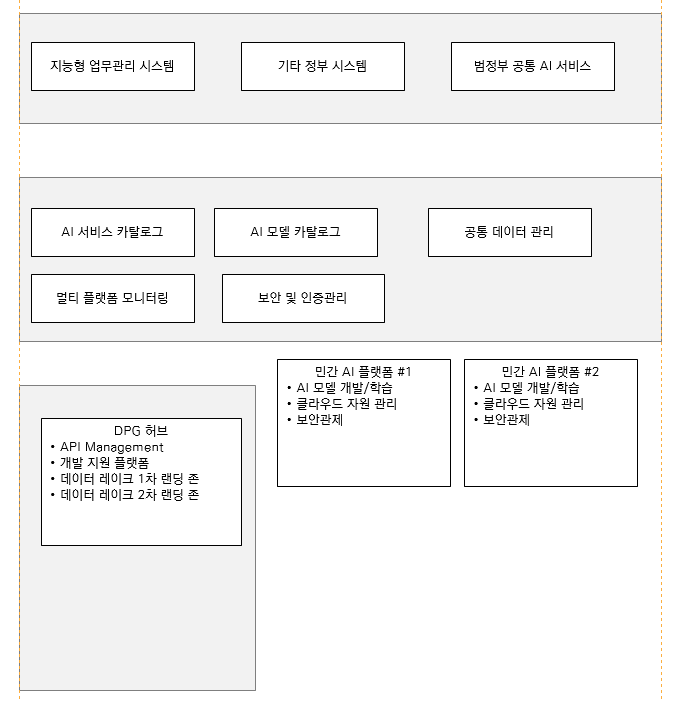 지능형 업무관리 시스템
기타 정부 시스템
범정부 공통 AI 서비스
AI 서비스 카탈로그
AI 모델 카탈로그
공통 데이터 관리
멀티 플랫폼 모니터링
보안 및 인증관리
민간 AI 플랫폼 #1
• AI 모델 개발/학습
• 클라우드 자원 관리
• 보안관제
민간 AI 플랫폼 #2
• AI 모델 개발/학습
• 클라우드 자원 관리
• 보안관제
DPG 허브
• API Management
• 개발 지원 플랫폼
• 데이터 레이크 1차 랜딩 존
• 데이터 레이크 2차 랜딩 존